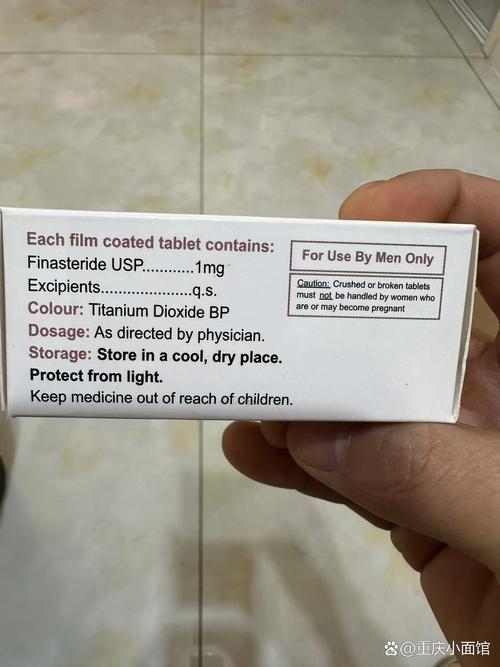 Each film coated tablet contains:
Finasteride USP............1mg
Excipients.....................q.s.
Colour: Titanium Dioxide BP
Dosage: As directed by physician.
Storage: Store in a cool, dry place.
Protect from light.
Keep medicine out of reach of children.
For Use By Men Only
Caution: Crushed or broken tablets
must not be handled by women who
are or may become pregnant
@重庆小面馆